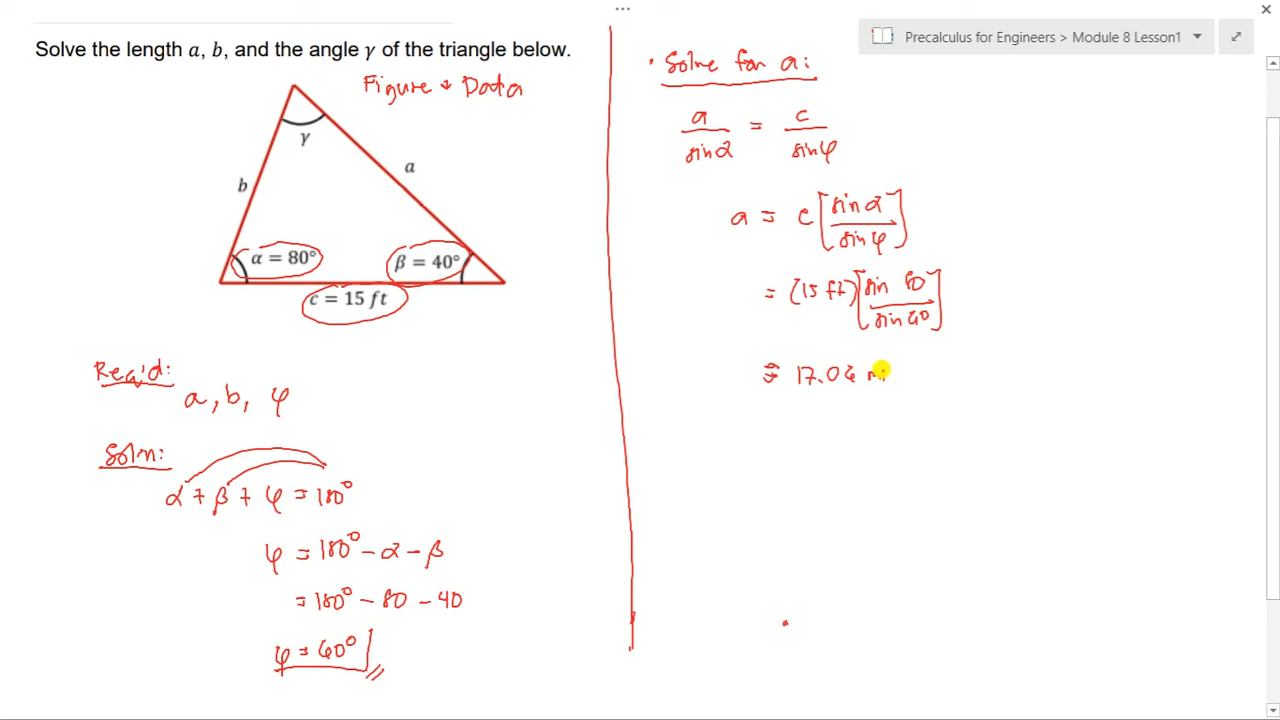 ...
Precalculus for Engineers > Module 8 Lesson1
Solve the length a, b, and the angle γ of the triangle below.
Figure & Data
γ
b
a
α = 80°
β = 40°
c = 15 ft
Req'd:
a, b, φ
Soln:
α + β + φ = 180°
φ = 180° - α - β
= 180° - 80 - 40
φ = 60°
• Solve for a:
a / sin α = c / sin φ
a = c [sin α / sin φ]
= (15 ft) [sin 80 / sin 60]
≈ 17.06